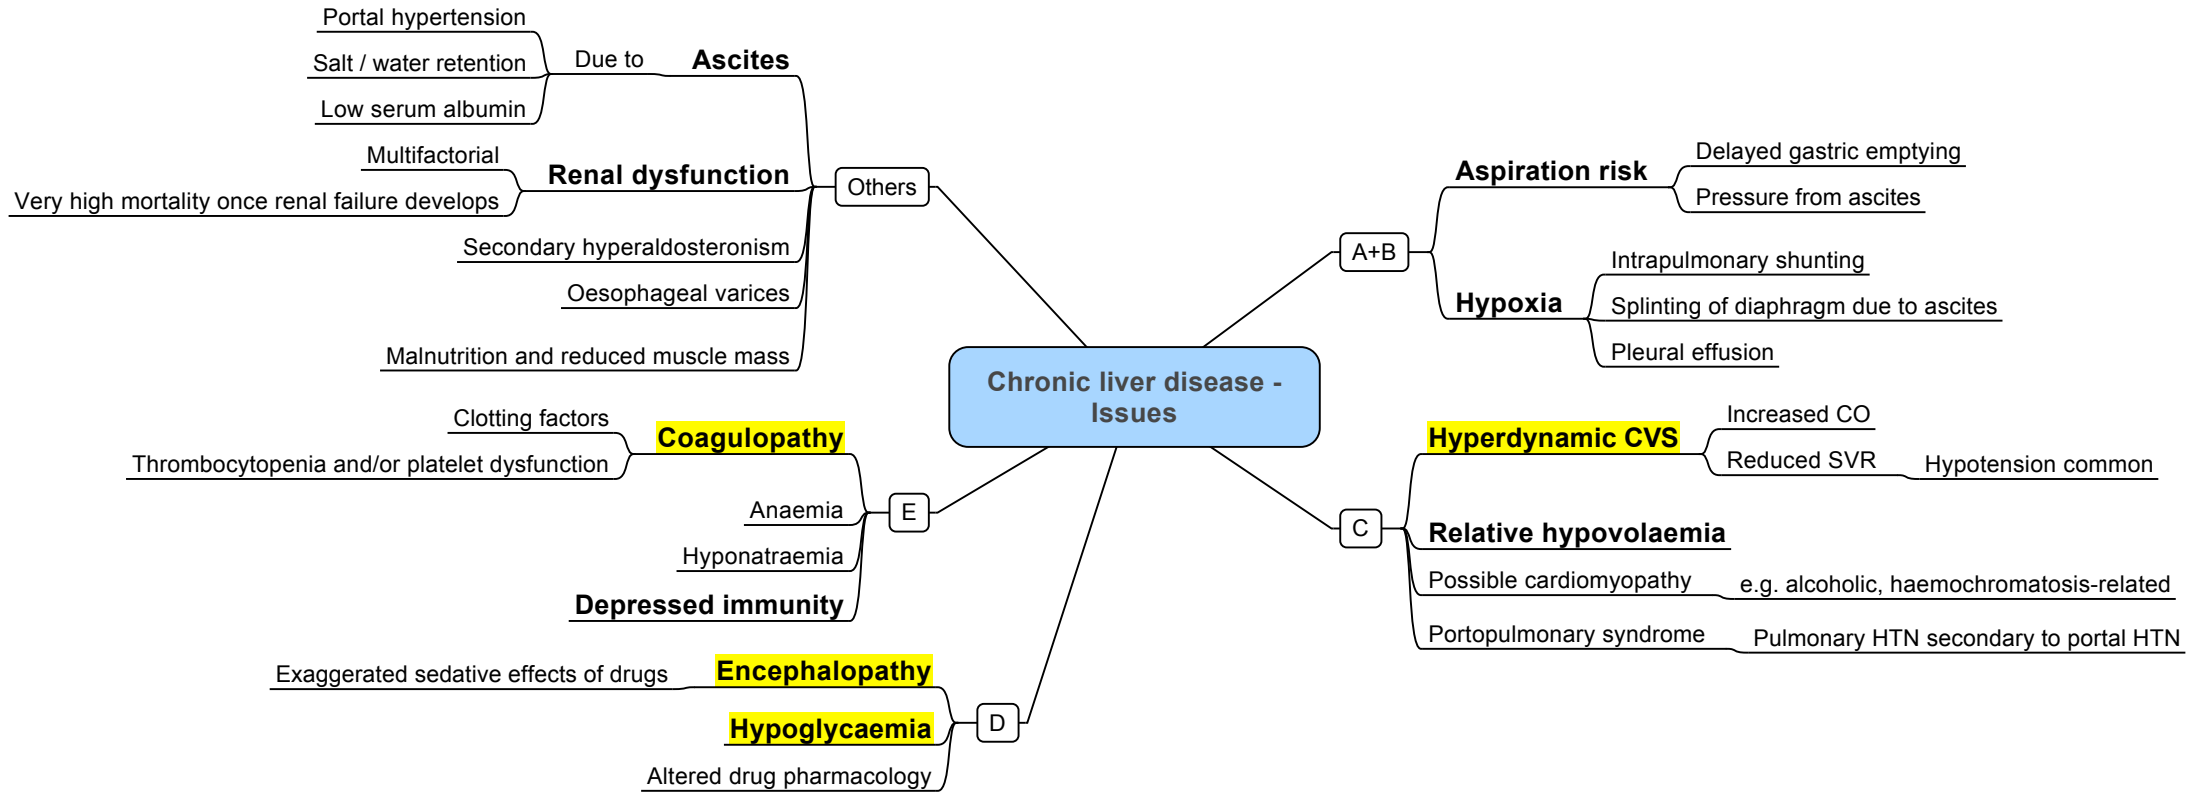 Chronic liver disease -
Issues
A+B
Aspiration risk
Delayed gastric emptying
Pressure from ascites
Hypoxia
Intrapulmonary shunting
Splinting of diaphragm due to ascites
Pleural effusion
C
Hyperdynamic CVS
Increased CO
Reduced SVR
Hypotension common
Relative hypovolaemia
Possible cardiomyopathy
e.g. alcoholic, haemochromatosis-related
Portopulmonary syndrome
Pulmonary HTN secondary to portal HTN
D
Encephalopathy
Exaggerated sedative effects of drugs
Hypoglycaemia
Altered drug pharmacology
E
Coagulopathy
Clotting factors
Thrombocytopenia and/or platelet dysfunction
Anaemia
Hyponatraemia
Depressed immunity
Others
Ascites
Due to
Portal hypertension
Salt / water retention
Low serum albumin
Renal dysfunction
Multifactorial
Very high mortality once renal failure develops
Secondary hyperaldosteronism
Oesophageal varices
Malnutrition and reduced muscle mass